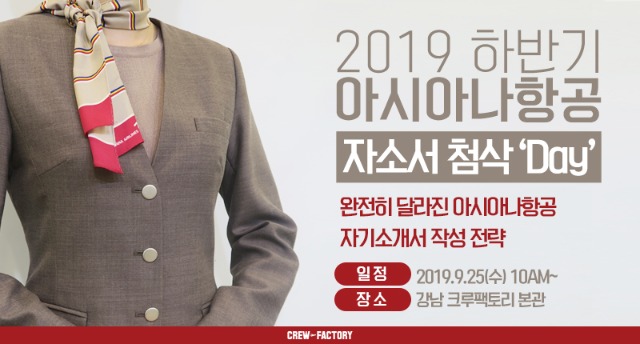 2019 하반기
아시아나항공
자소서 첨삭 ‘Day’
완전히 달라진 아시아나항공
자기소개서 작성 전략
일정 2019.9.25(수) 10AM~
장소 강남 크루팩토리 본관
CREW-FACTORY